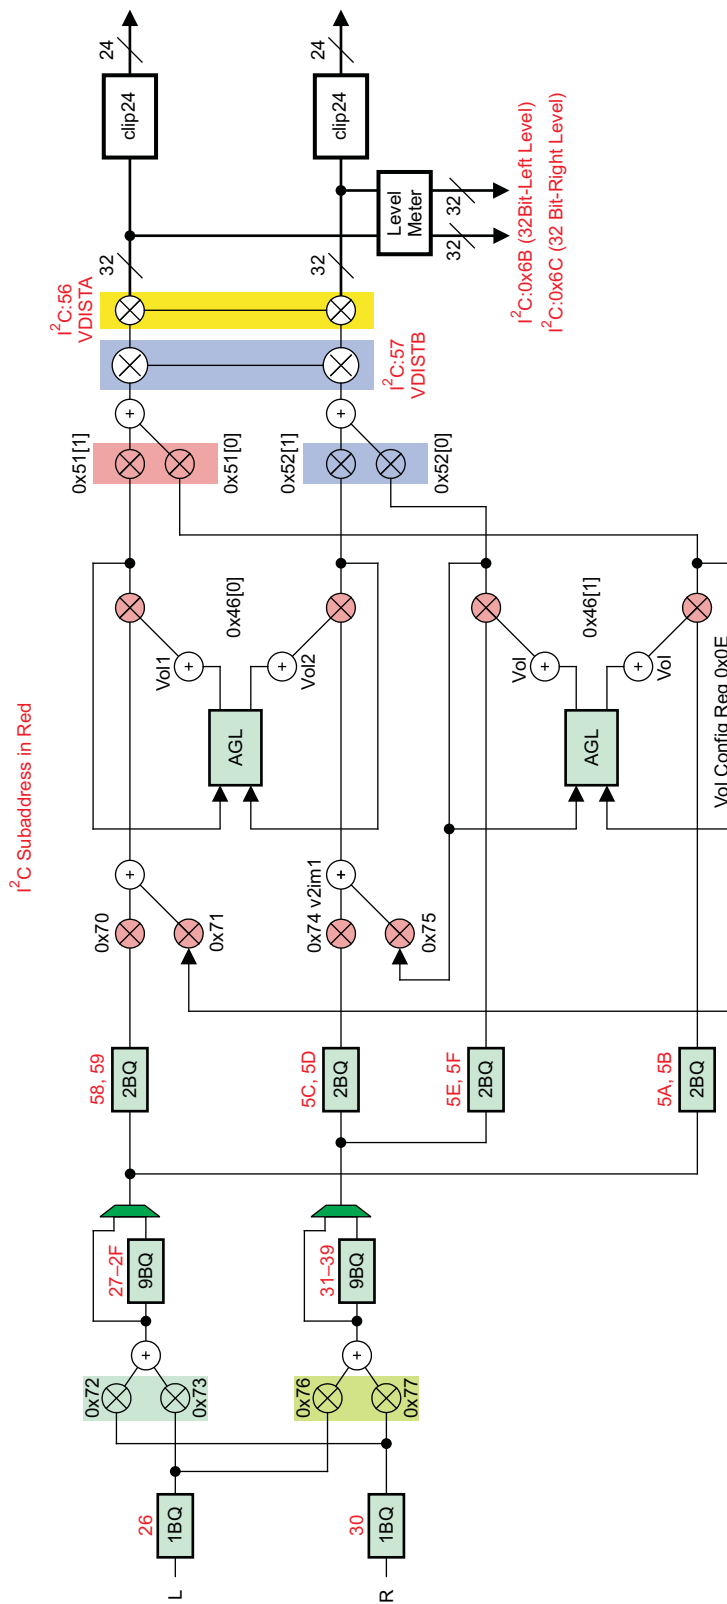 I²C Subaddress in Red
L
26
1BQ
R
30
1BQ
0x72
0x73
0x76
0x77
+
+
27–2F
9BQ
31–39
9BQ
58, 59
2BQ
5C, 5D
2BQ
5E, 5F
2BQ
5A, 5B
2BQ
0x70
0x71
+
0x74 v2im1
0x75
+
AGL
Vol1
+
Vol2
+
0x46[0]
AGL
Vol
+
Vol
+
0x46[1]
Vol Config Reg 0x0E
0x51[1]
0x51[0]
+
0x52[1]
0x52[0]
+
I²C:57
VDISTB
I²C:56
VDISTA
32
32
Level
Meter
32
32
I²C:0x6B (32Bit-Left Level)
I²C:0x6C (32 Bit-Right Level)
clip24
24
clip24
24